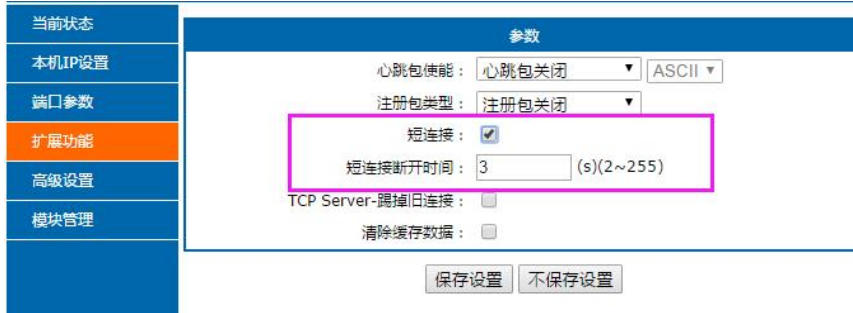 当前状态
本机IP设置
端口参数
扩展功能
高级设置
模块管理
参数
心跳包使能： 心跳包关闭 ASCII
注册包类型： 注册包关闭
短连接：
短连接断开时间： 3 (s)(2~255)
TCP Server-踢掉旧连接：
清除缓存数据：
保存设置 不保存设置